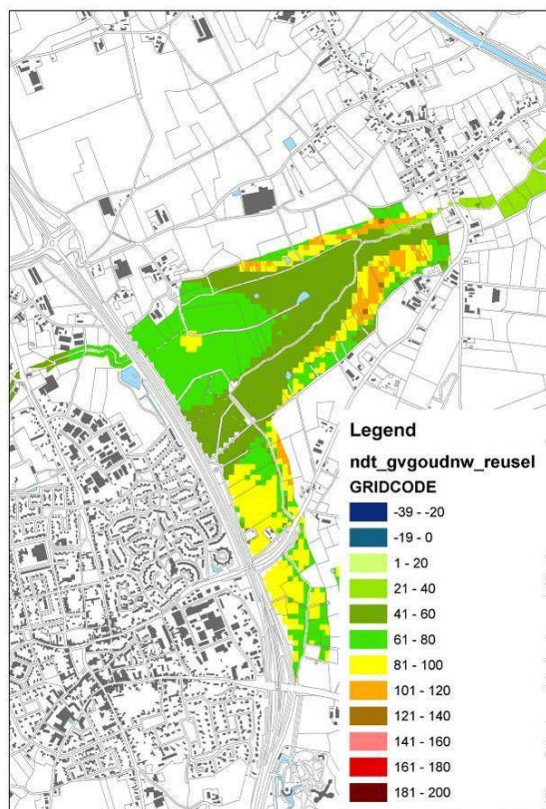 Legend
ndt_gvgoudnw_reusel
GRIDCODE
-39 - -20
-19 - 0
1 - 20
21 - 40
41 - 60
61 - 80
81 - 100
101 - 120
121 - 140
141 - 160
161 - 180
181 - 200